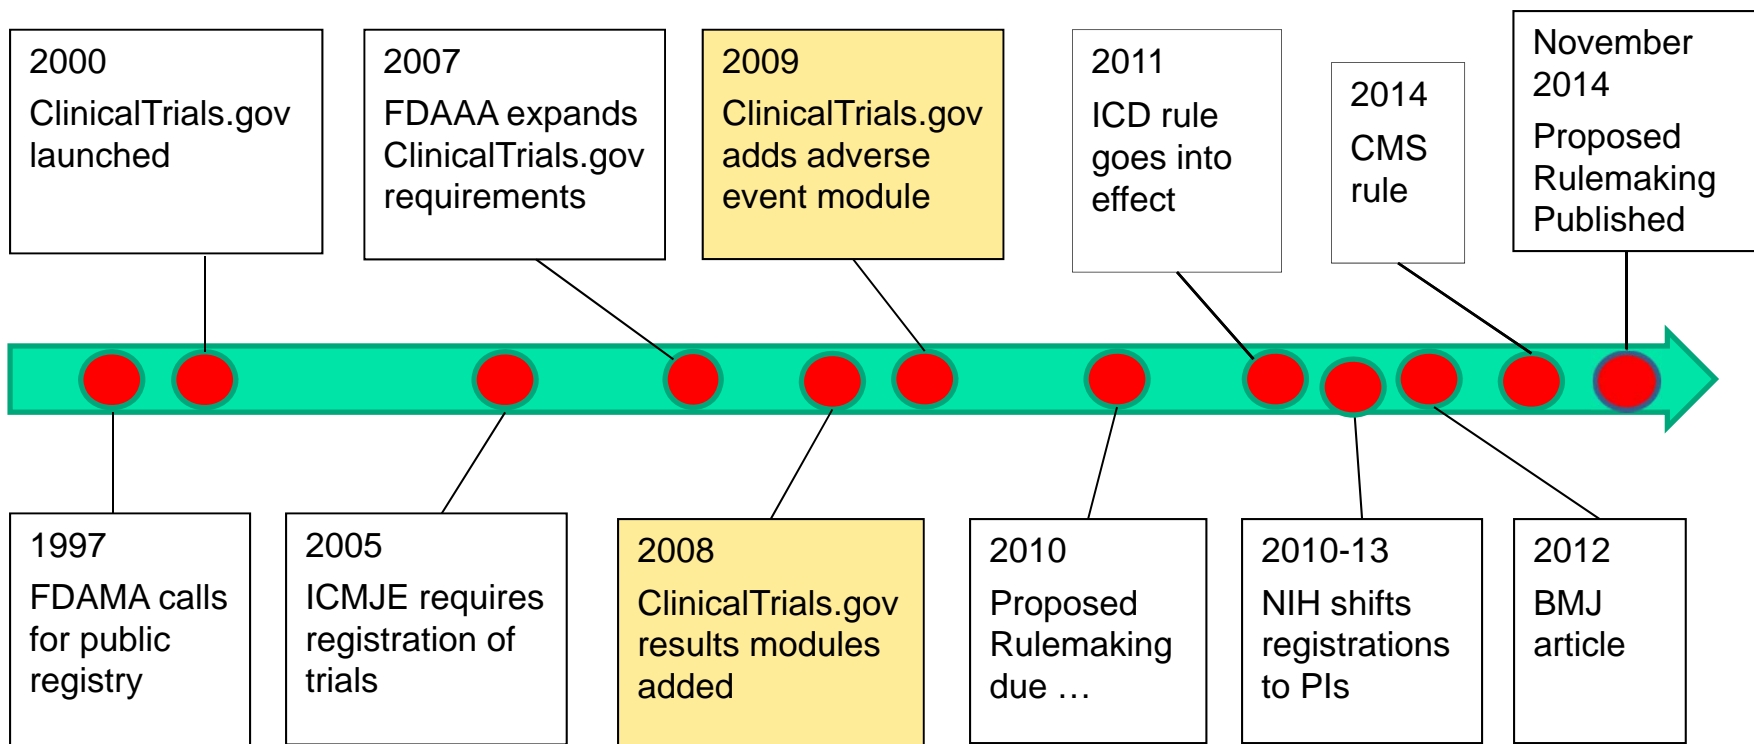 2000
ClinicalTrials.gov
launched
2007
FDAAA expands
ClinicalTrials.gov
requirements
2009
ClinicalTrials.gov
adds adverse
event module
2011
ICD rule
goes into
effect
2014
CMS
rule
November
2014
Proposed
Rulemaking
Published
1997
FDAMA calls
for public
registry
2005
ICMJE requires
registration of
trials
2008
ClinicalTrials.gov
results modules
added
2010
Proposed
Rulemaking
due …
2010-13
NIH shifts
registrations
to PIs
2012
BMJ
article